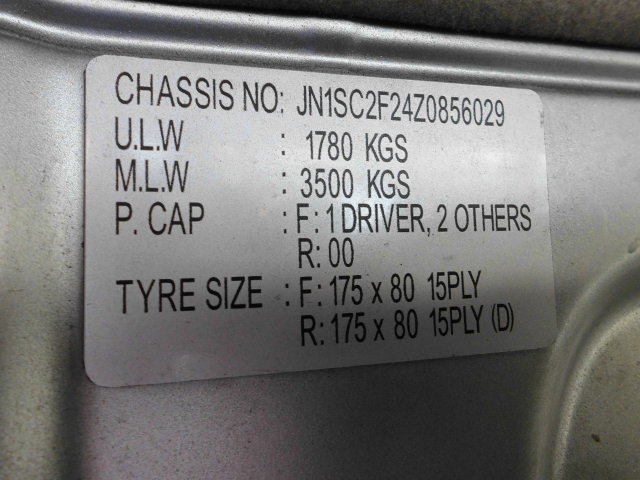 CHASSIS NO: JN1SC2F24Z0856029
U.L.W : 1780 KGS
M.L.W : 3500 KGS
P. CAP : F: 1 DRIVER, 2 OTHERS
R: 00
TYRE SIZE : F: 175 x 80 15PLY
R: 175 x 80 15PLY (D)